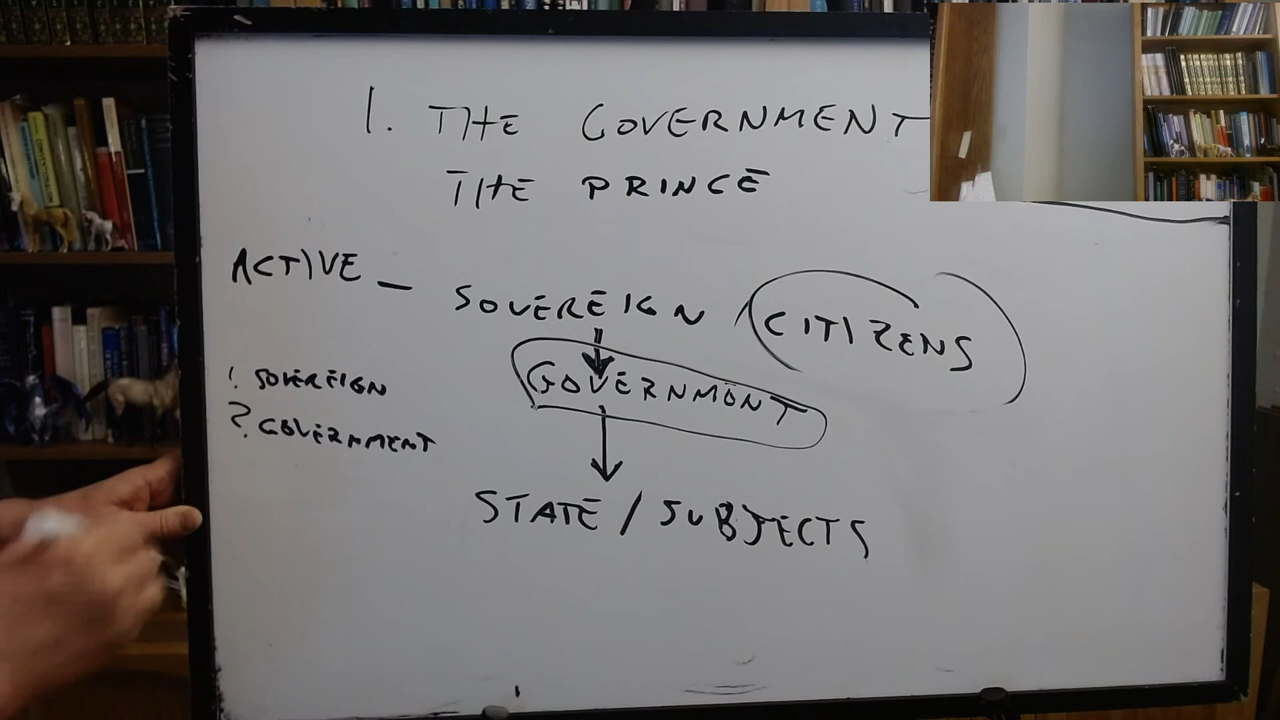 1. THE GOVERNMENT
THE PRINCE
ACTIVE - SOVEREIGN / CITIZENS
1. SOVEREIGN
2. GOVERNMENT
GOVERNMENT
STATE / SUBJECTS